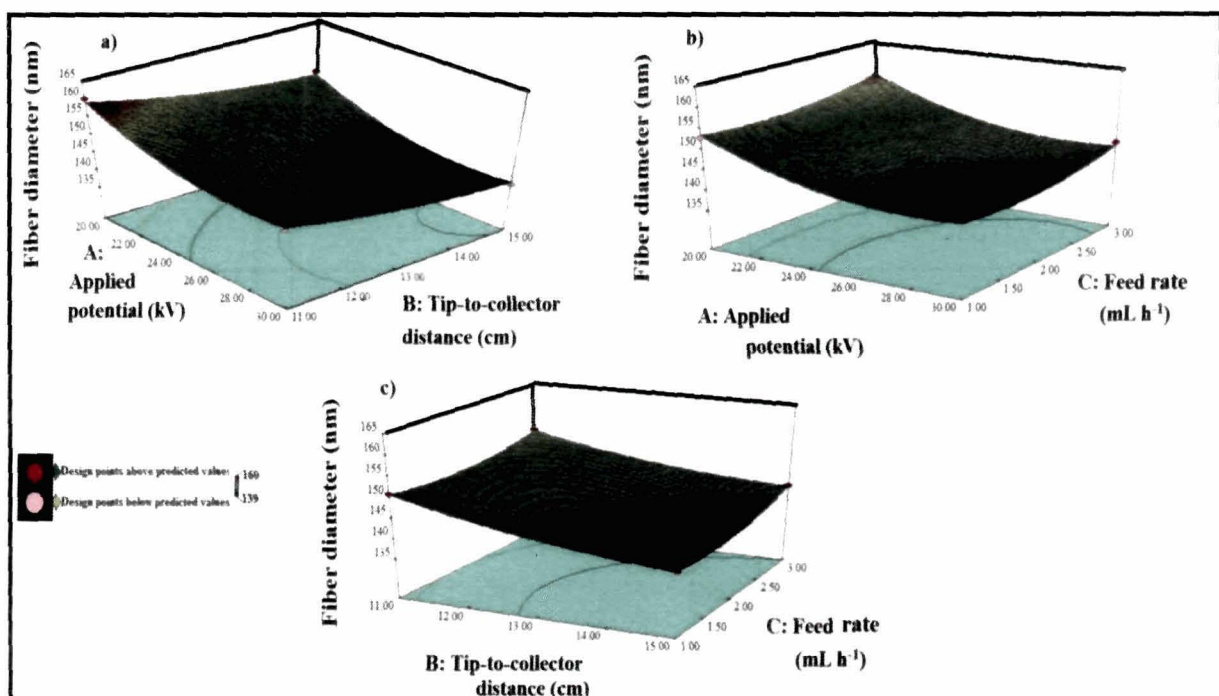 a)
Fiber diameter (nm)
165
160
155
150
145
140
135
20 00
22 00
24 00
26 00
28 00
30 00
A:
Applied
potential (kV)
11 00
12 00
13 00
14 00
15 00
B: Tip-to-collector
distance (cm)
b)
Fiber diameter (nm)
165
160
155
150
145
140
135
20 00
22 00
24 00
26 00
28 00
30 00
A: Applied
potential (kV)
1 00
1 50
2 00
2 50
3 00
C: Feed rate
(mL h⁻¹)
c)
Fiber diameter (nm)
165
160
155
150
145
140
135
11 00
12 00
13 00
14 00
15 00
B: Tip-to-collector
distance (cm)
1 00
1 50
2 00
2 50
3 00
C: Feed rate
(mL h⁻¹)
Design points above predicted values
Design points below predicted values
160
139